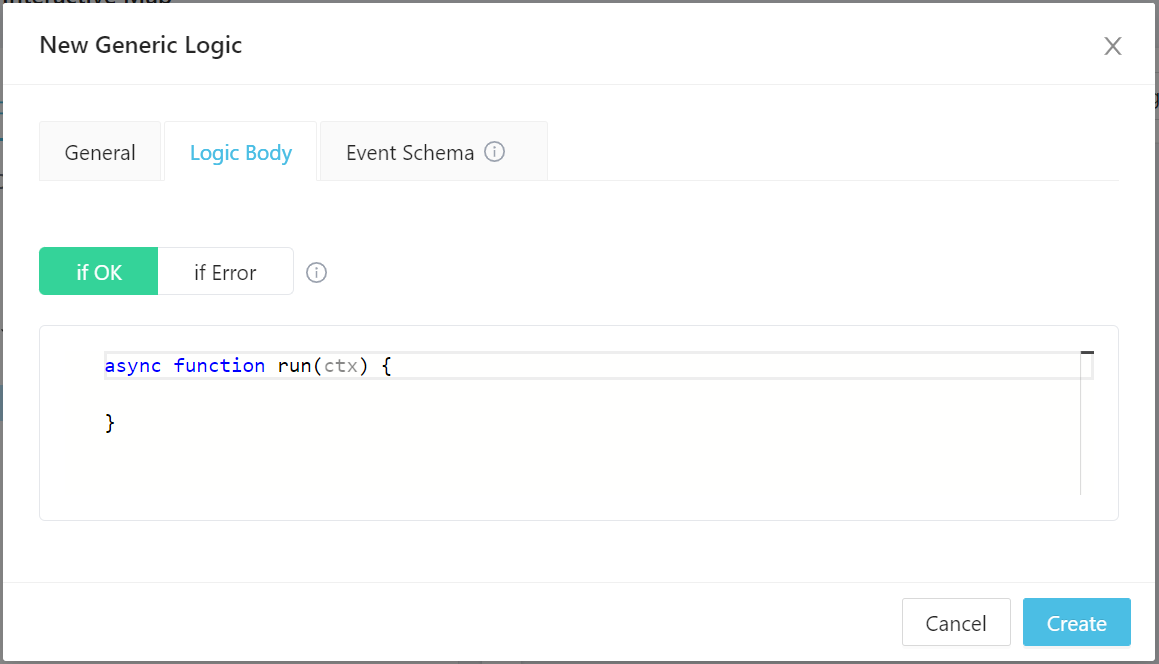 New Generic Logic
General
Logic Body
Event Schema
if OK
if Error
async function run(ctx) {
}
Cancel
Create